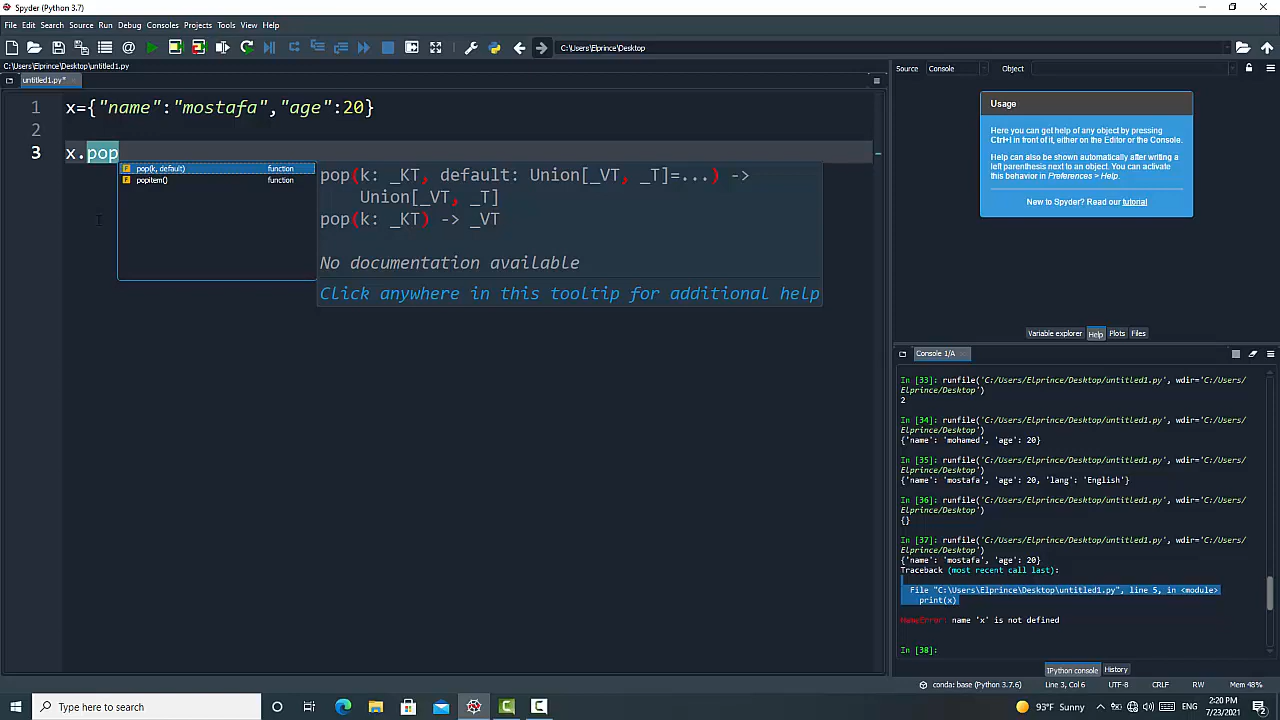 Spyder (Python 3.7)
File Edit Search Source Run Debug Consoles Projects Tools View Help
C:\Users\Elprince\Desktop
C:\Users\Elprince\Desktop\untitled1.py
untitled1.py*
1 x={"name":"mostafa","age":20}
2
3 x.pop
pop(k, default) function
popitem() function
pop(k: _KT, default: Union[_VT, _T]=...) ->
Union[_VT, _T]
pop(k: _KT) -> _VT
No documentation available
Click anywhere in this tooltip for additional help
Source Console Object
Usage
Here you can get help of any object by pressing
Ctrl+I in front of it, either on the Editor or the Console.
Help can also be shown automatically after writing
a left parenthesis next to an object. You can activate
this behavior in Preferences > Help.
New to Spyder? Read our tutorial
Variable explorer Help Plots Files
Console 1/A
In [33]: runfile('C:/Users/Elprince/Desktop/untitled1.py', wdir='C:/Users/
Elprince/Desktop')
2
In [34]: runfile('C:/Users/Elprince/Desktop/untitled1.py', wdir='C:/Users/
Elprince/Desktop')
{'name': 'mohamed', 'age': 20}
In [35]: runfile('C:/Users/Elprince/Desktop/untitled1.py', wdir='C:/Users/
Elprince/Desktop')
{'name': 'mostafa', 'age': 20, 'lang': 'English'}
In [36]: runfile('C:/Users/Elprince/Desktop/untitled1.py', wdir='C:/Users/
Elprince/Desktop')
{}
In [37]: runfile('C:/Users/Elprince/Desktop/untitled1.py', wdir='C:/Users/
Elprince/Desktop')
{'name': 'mostafa', 'age': 20}
Traceback (most recent call last):
File "C:\Users\Elprince\Desktop\untitled1.py", line 5, in <module>
print(x)
NameError: name 'x' is not defined
In [38]:
IPython console History
conda: base (Python 3.7.6) Line 3, Col 6 UTF-8 CRLF RW Mem 48%
Type here to search
93°F Sunny ENG 2:20 PM
7/23/2021
2